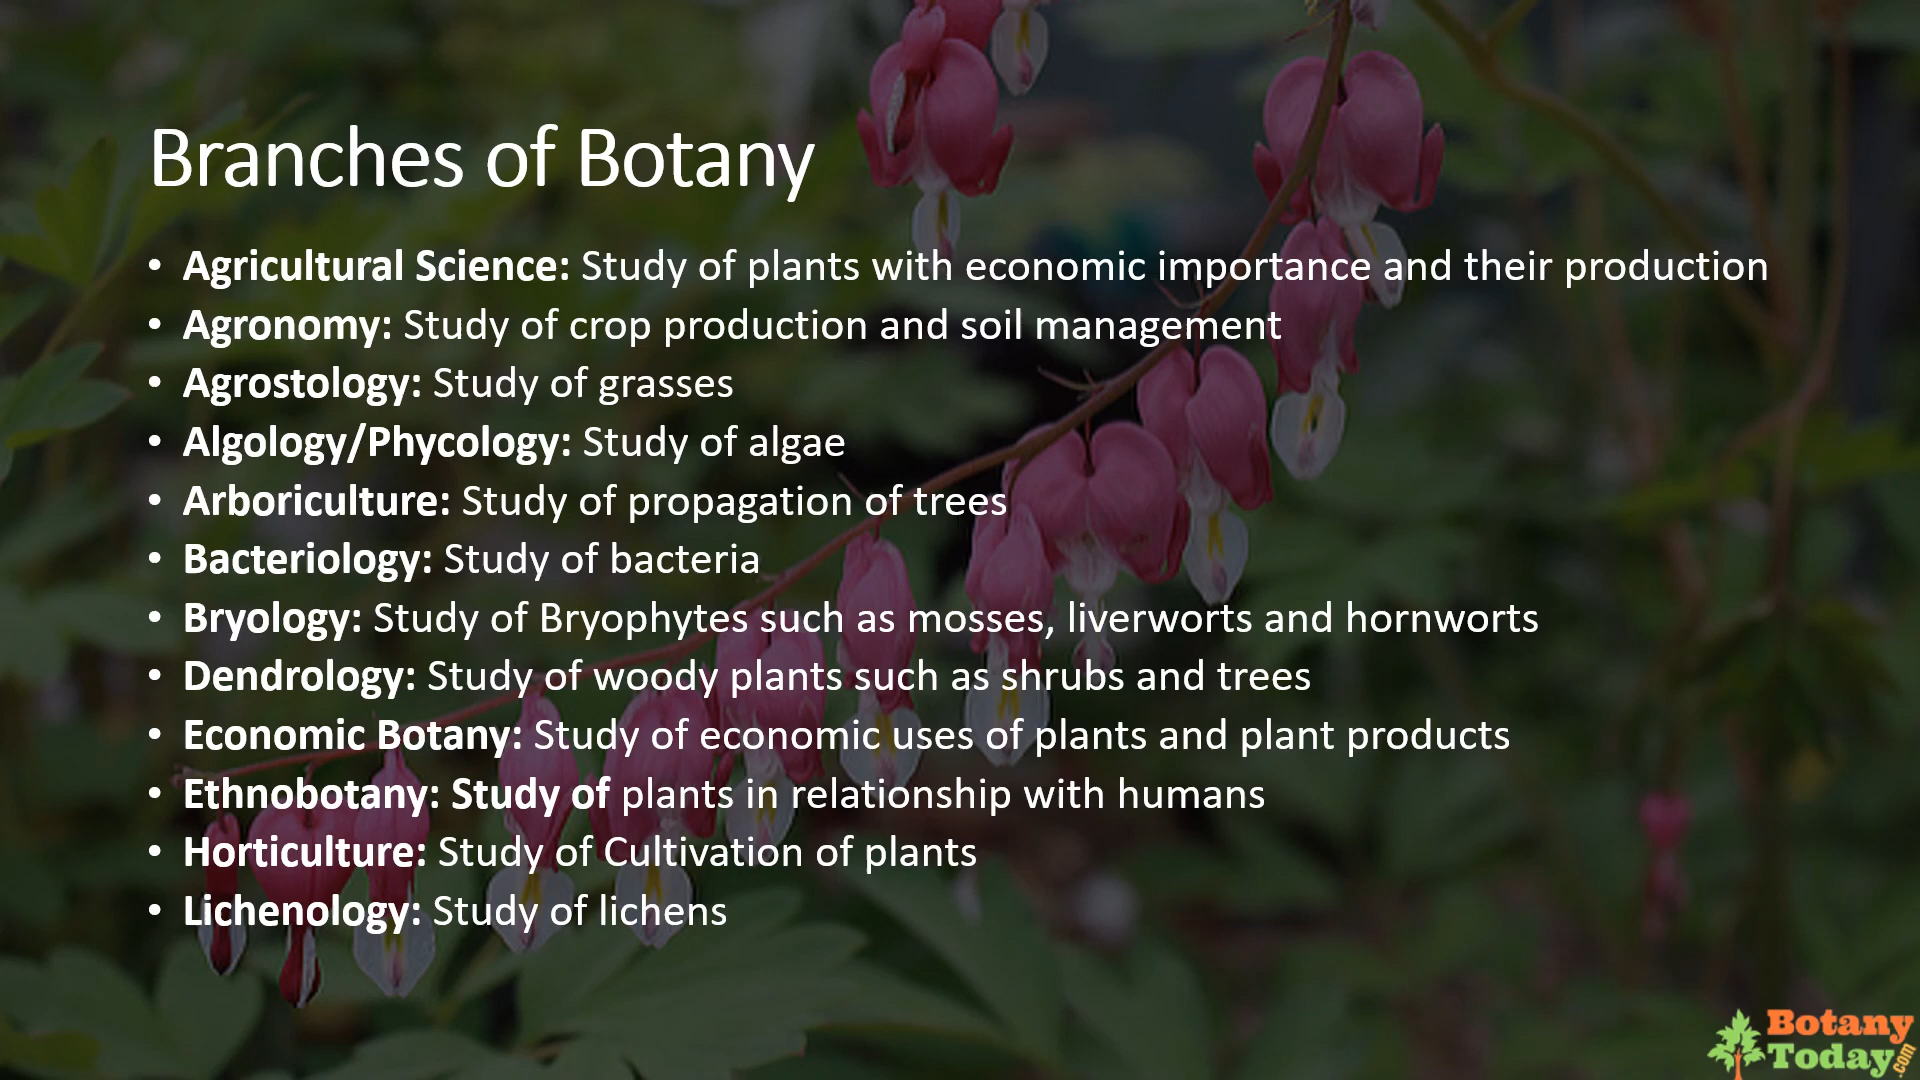 Branches of Botany
• Agricultural Science: Study of plants with economic importance and their production
• Agronomy: Study of crop production and soil management
• Agrostology: Study of grasses
• Algology/Phycology: Study of algae
• Arboriculture: Study of propagation of trees
• Bacteriology: Study of bacteria
• Bryology: Study of Bryophytes such as mosses, liverworts and hornworts
• Dendrology: Study of woody plants such as shrubs and trees
• Economic Botany: Study of economic uses of plants and plant products
• Ethnobotany: Study of plants in relationship with humans
• Horticulture: Study of Cultivation of plants
• Lichenology: Study of lichens
Botany
Today.com